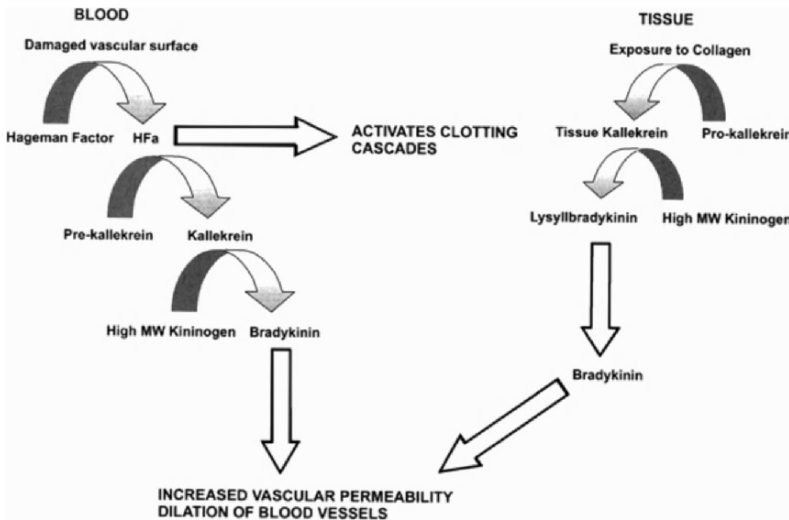 BLOOD
Damaged vascular surface
Hageman Factor
HFa
ACTIVATES CLOTTING
CASCADES
Pre-kallekrein
Kallekrein
High MW Kininogen
Bradykinin
TISSUE
Exposure to Collagen
Tissue Kallekrein
Pro-kallekrein
Lysyllbradykinin
High MW Kininogen
Bradykinin
INCREASED VASCULAR PERMEABILITY
DILATION OF BLOOD VESSELS